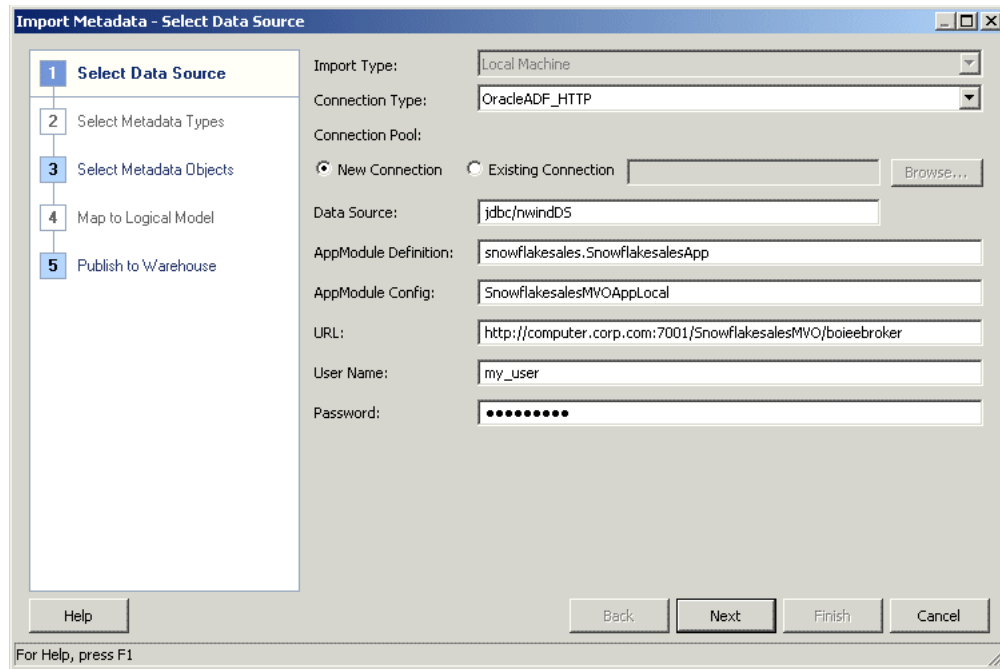 Import Metadata - Select Data Source
1 Select Data Source
2 Select Metadata Types
3 Select Metadata Objects
4 Map to Logical Model
5 Publish to Warehouse
Import Type: Local Machine
Connection Type: OracleADF_HTTP
Connection Pool:
New Connection Existing Connection Browse...
Data Source: jdbc/nwindDS
AppModule Definition: snowflakesales.SnowflakesalesApp
AppModule Config: SnowflakesalesMVOAppLocal
URL: http://computer.corp.com:7001/SnowflakesalesMVO/boieebroker
User Name: my_user
Password: •••••••••
Help Back Next Finish Cancel
For Help, press F1